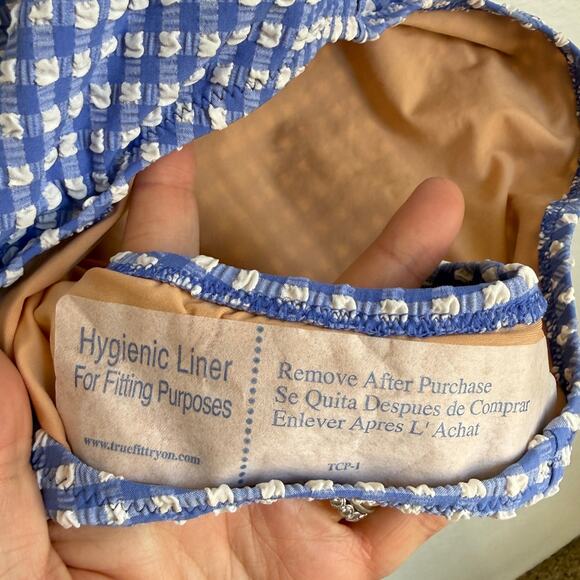 Hygienic Liner
For Fitting Purposes
www.truefittryon.com
Remove After Purchase
Se Quita Despues de Comprar
Enlever Apres L' Achat
TCP-1